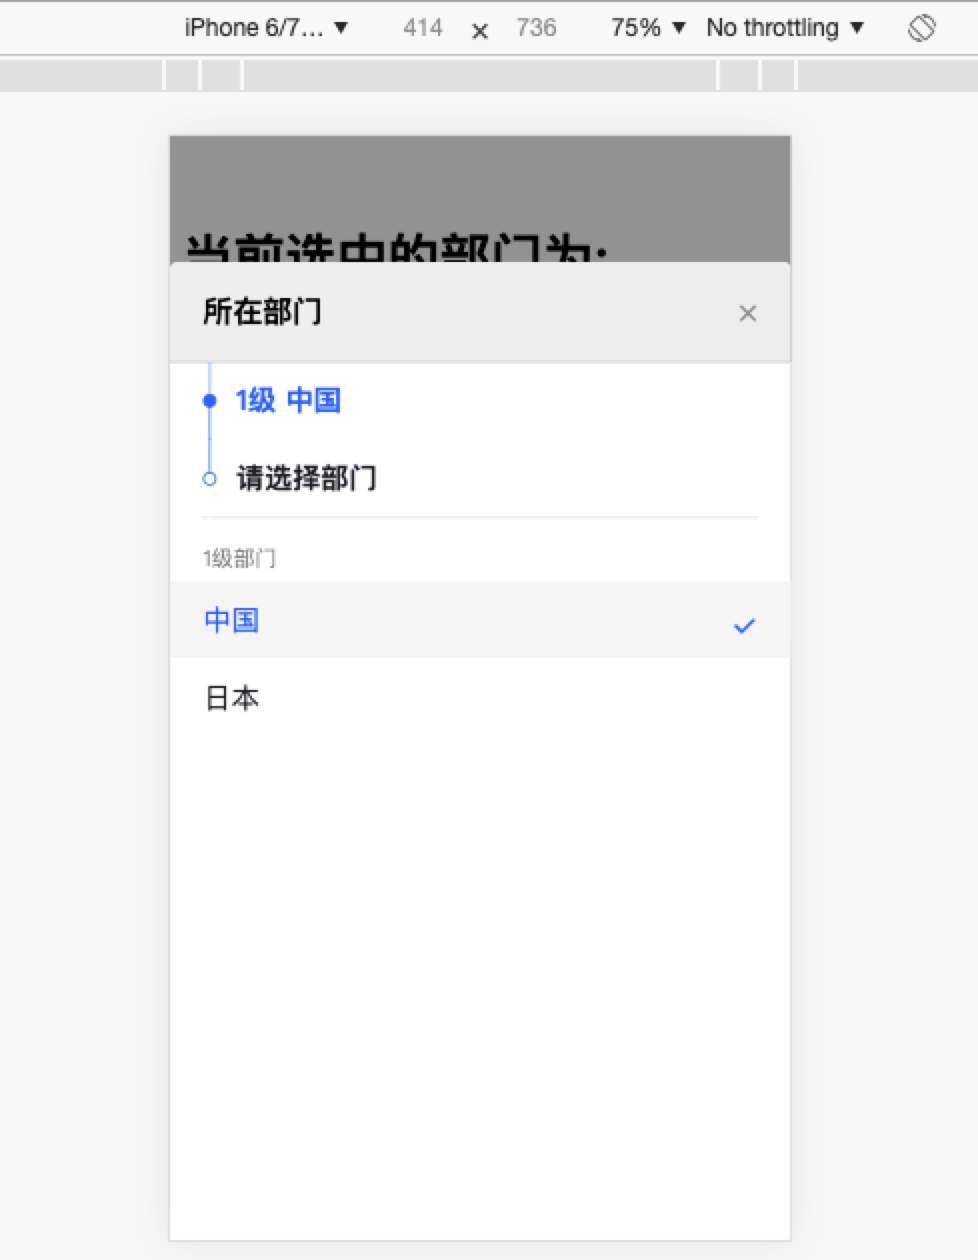 iPhone 6/7... ▼ 414 × 736 75% ▼ No throttling ▼
当前选中的部门为:
所在部门 ×
1级 中国
请选择部门
1级部门
中国
日本